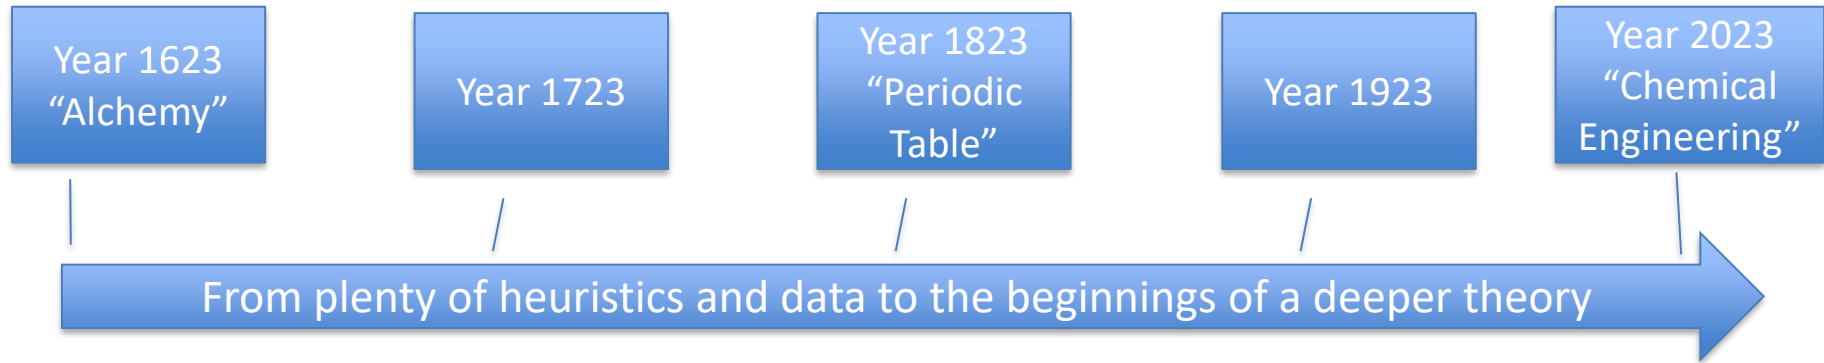 Year 1623
“Alchemy”
Year 1723
Year 1823
“Periodic
Table”
Year 1923
Year 2023
“Chemical
Engineering”
From plenty of heuristics and data to the beginnings of a deeper theory